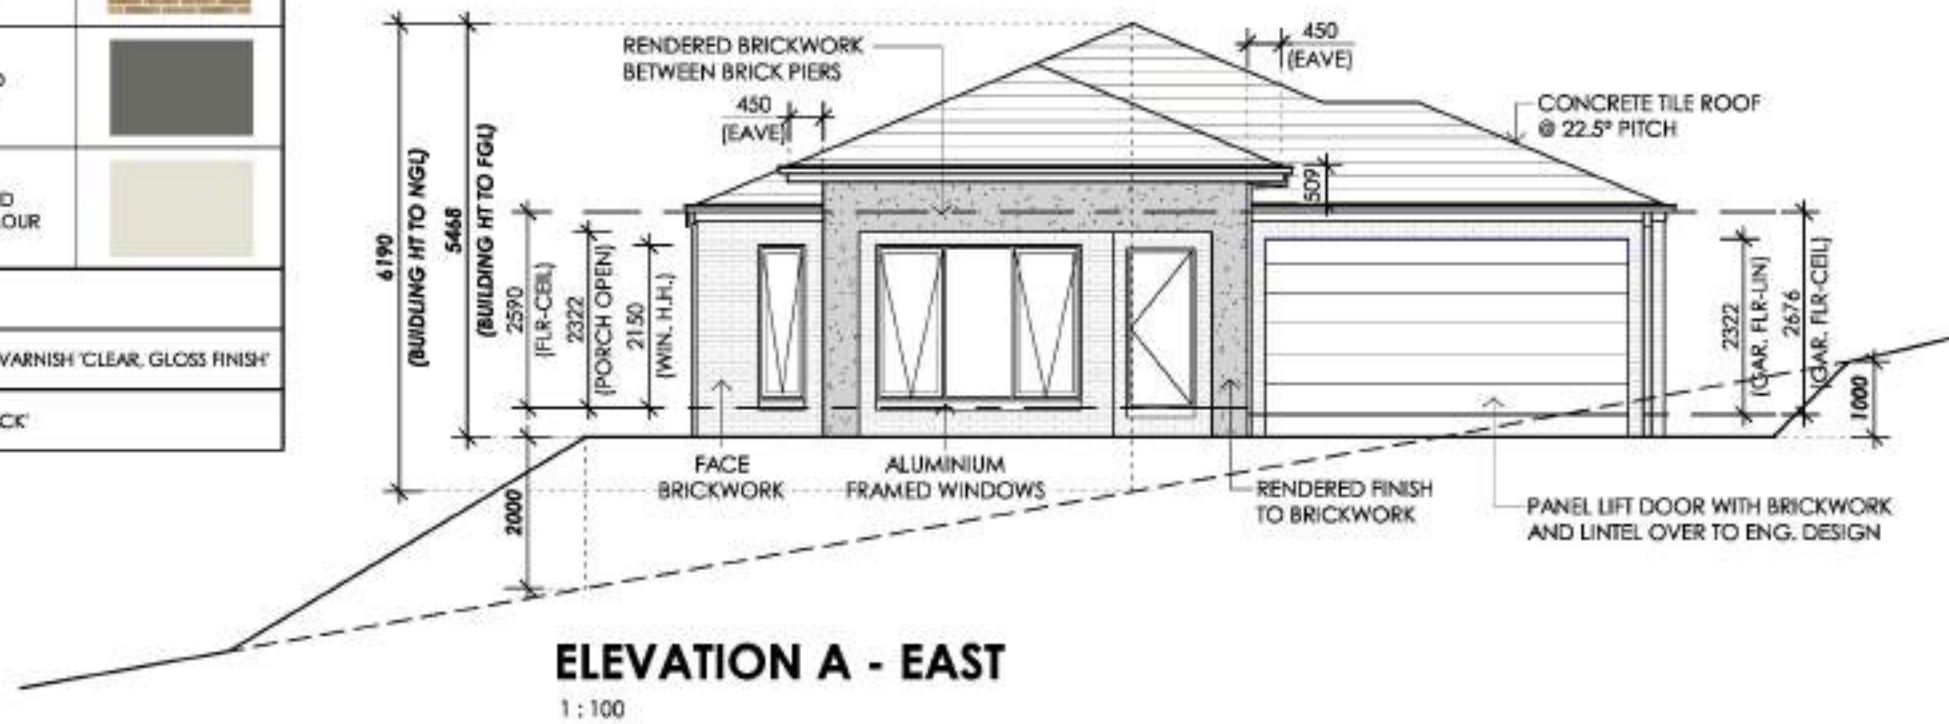 D
D
OUR
VARNISH 'CLEAR, GLOSS FINISH'
CK'
6190
(BUIDLING HT TO NGL)
5468
(BUILDING HT TO FGL)
2590
(FLR-CEIL)
2322
(PORCH OPEN)
2150
(WIN. H.H.)
2000
RENDERED BRICKWORK
BETWEEN BRICK PIERS
450
(EAVE)
450
(EAVE)
CONCRETE TILE ROOF
@ 22.5° PITCH
509
2322
(GAR. FLR-LIN)
2676
(GAR. FLR-CEIL)
1000
FACE
BRICKWORK
ALUMINIUM
FRAMED WINDOWS
RENDERED FINISH
TO BRICKWORK
PANEL LIFT DOOR WITH BRICKWORK
AND LINTEL OVER TO ENG. DESIGN
ELEVATION A - EAST
1 : 100